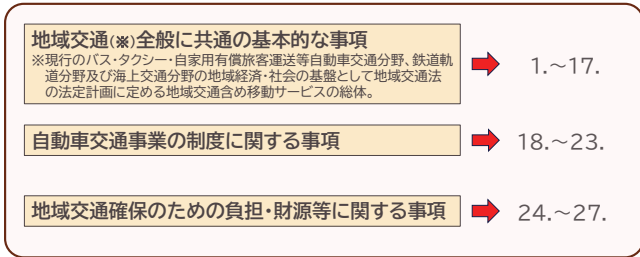 地域交通(※)全般に共通の基本的な事項
※現行のバス・タクシー・自家用有償旅客運送等自動車交通分野、鉄道軌
道分野及び海上交通分野の地域経済・社会の基盤として地域交通法
の法定計画に定める地域交通含め移動サービスの総体。
1.～17.
自動車交通事業の制度に関する事項
18.～23.
地域交通確保のための負担・財源等に関する事項
24.～27.